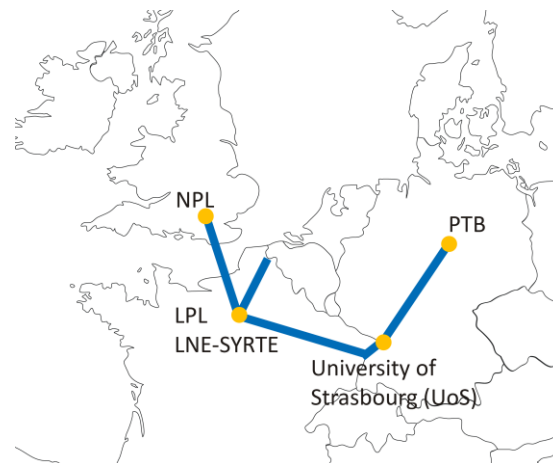 NPL
PTB
LPL
LNE-SYRTE
University of
Strasbourg (UoS)